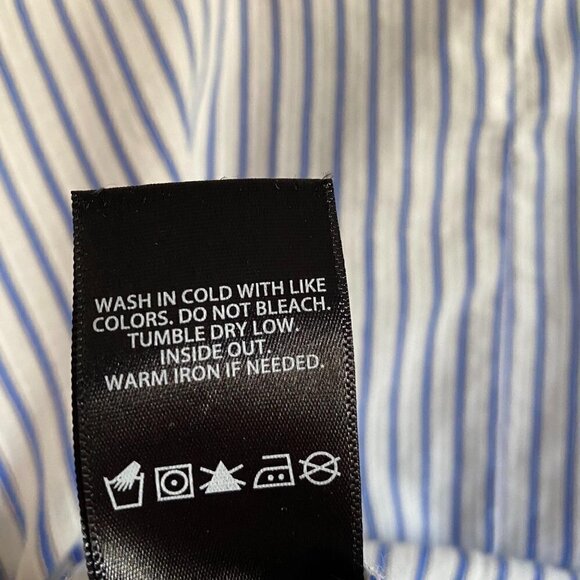 WASH IN COLD WITH LIKE
COLORS. DO NOT BLEACH.
TUMBLE DRY LOW.
INSIDE OUT.
WARM IRON IF NEEDED.